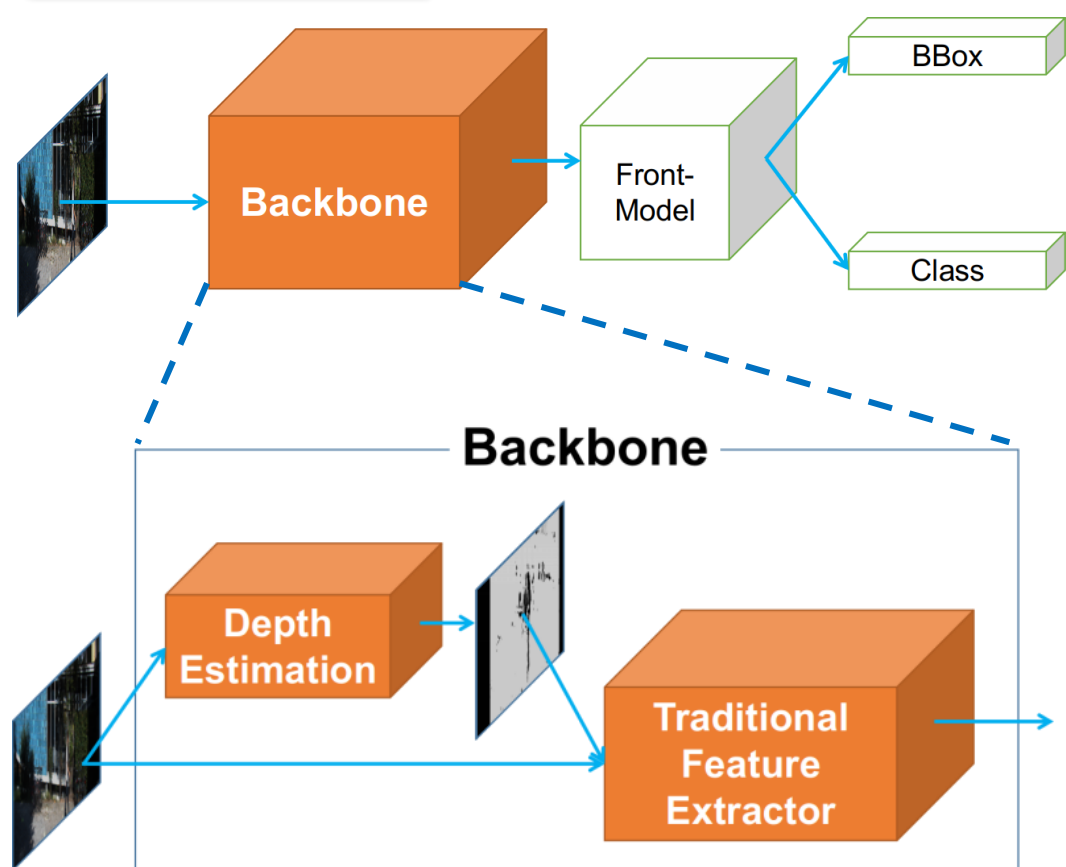 BBox
Backbone
Front-
Model
Class
Backbone
Depth
Estimation
Traditional
Feature
Extractor